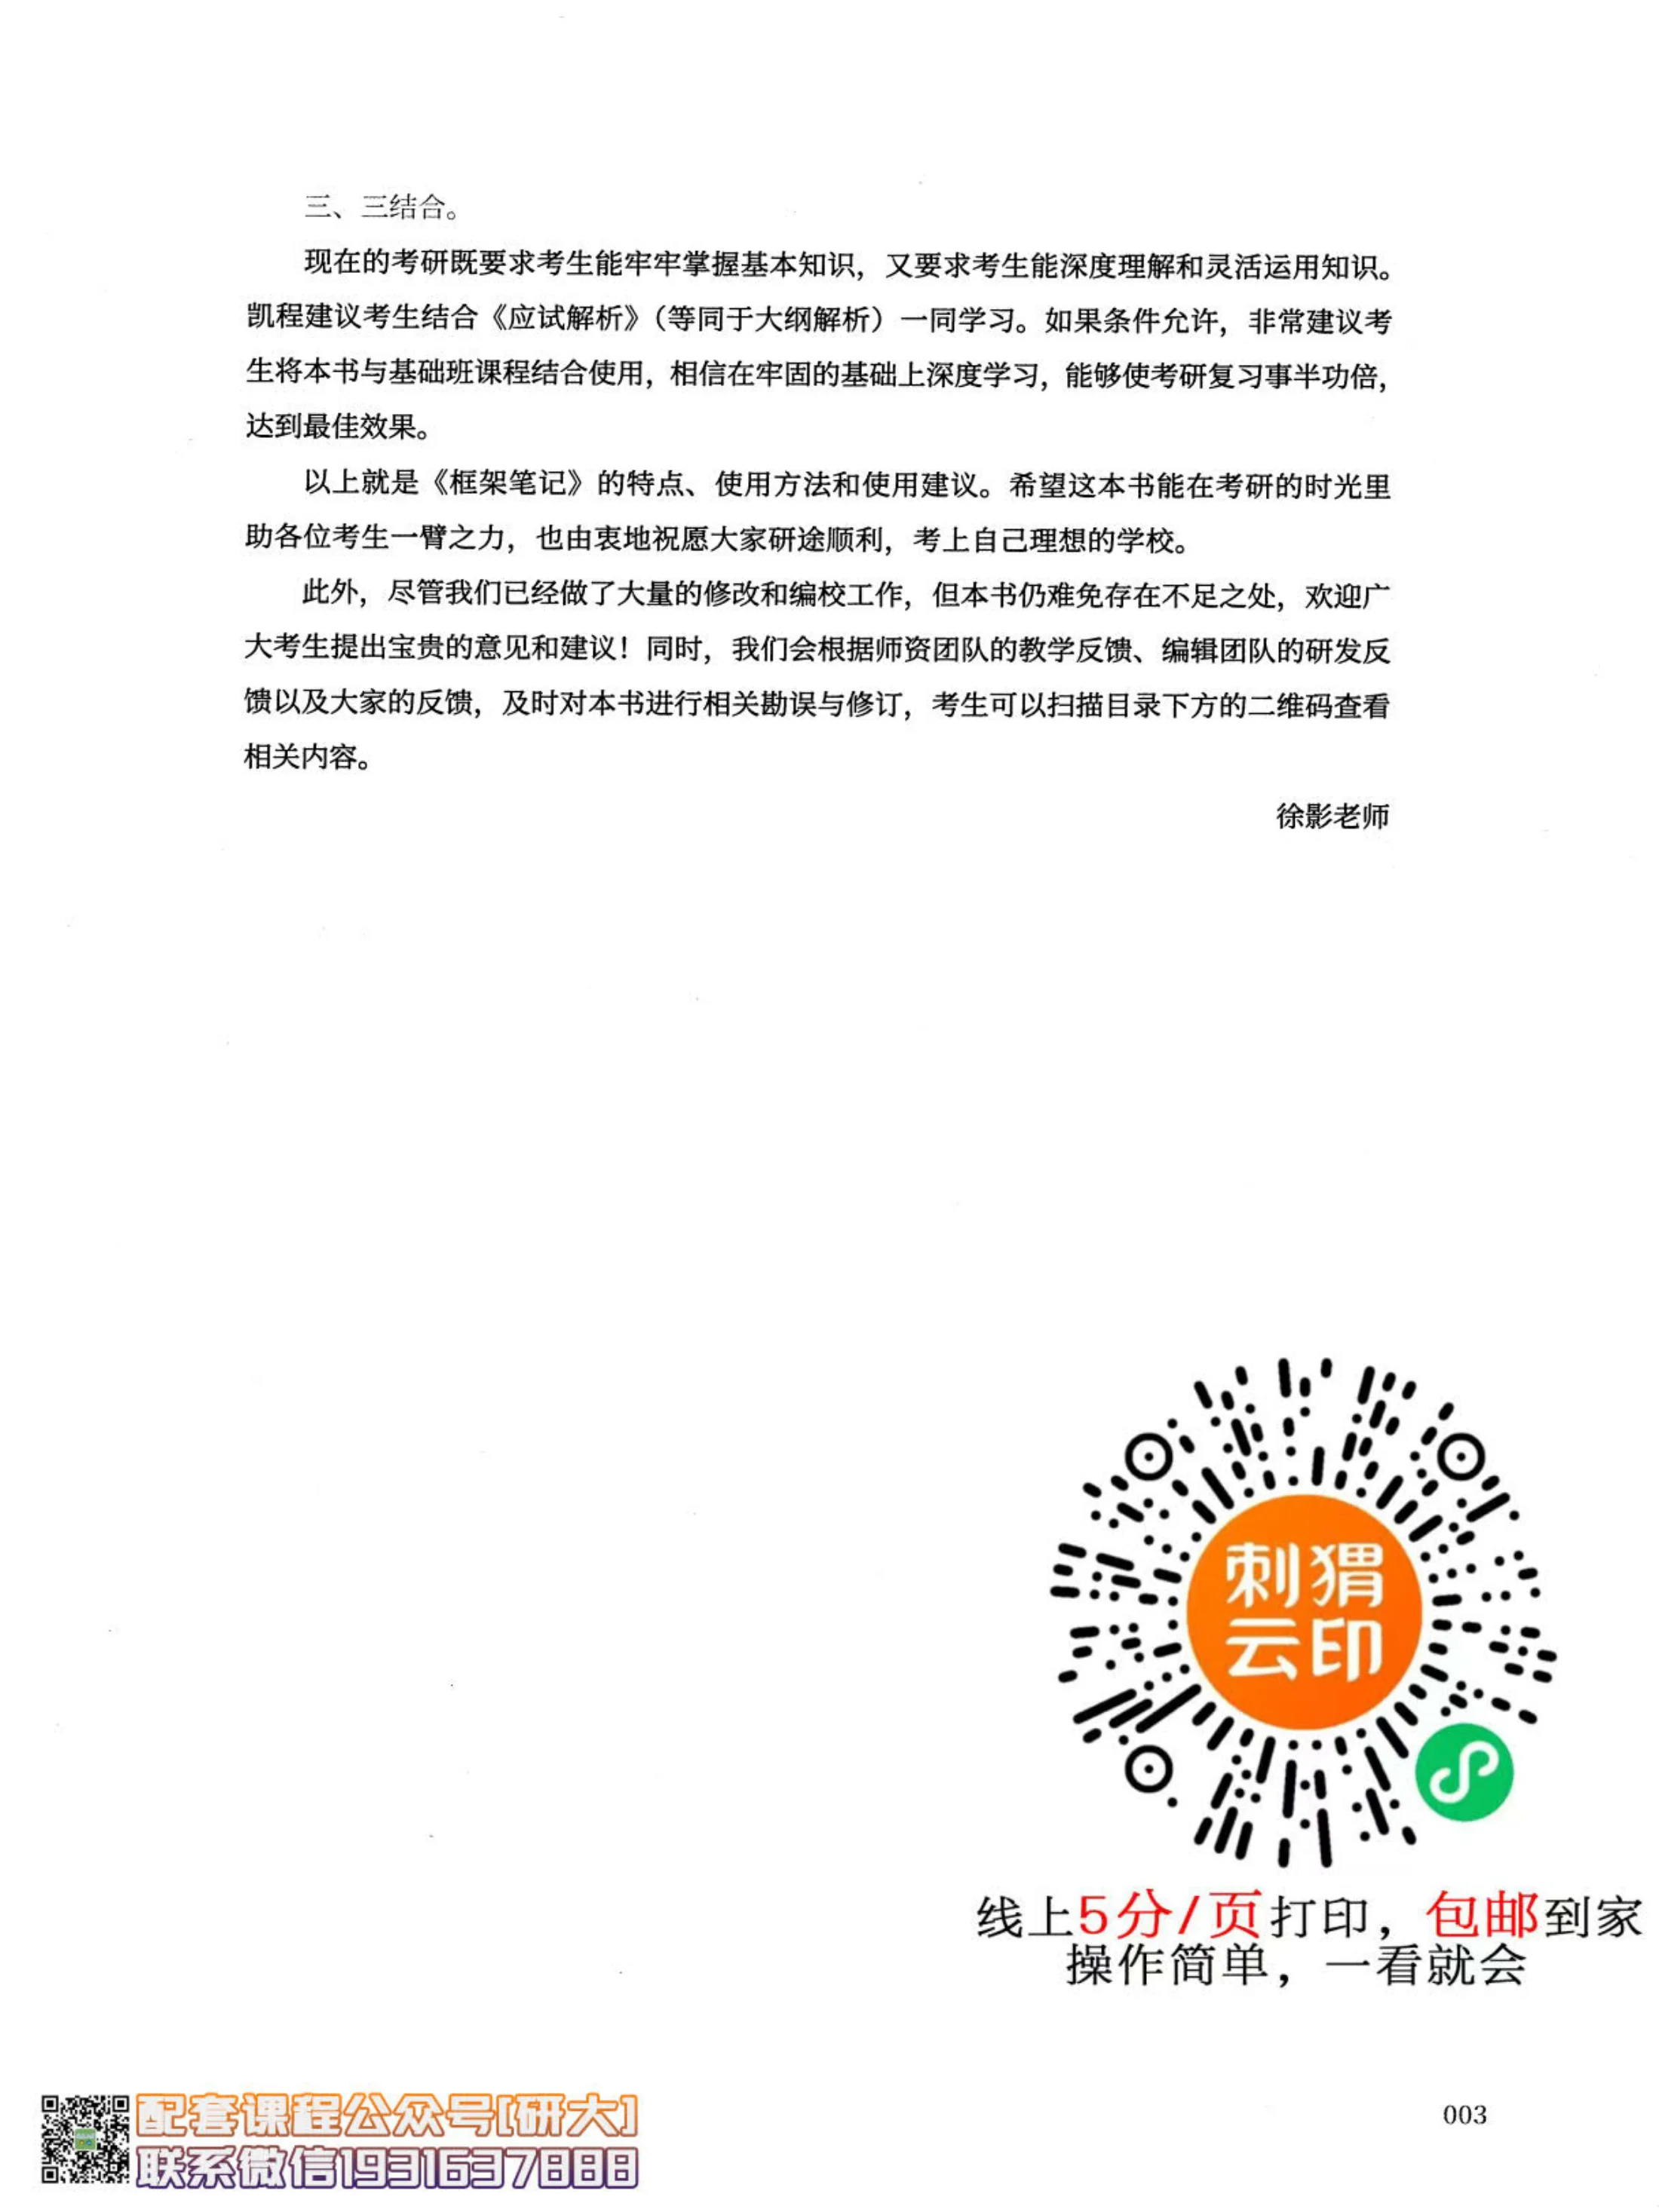 三、三结合。
现在的考研既要求考生能牢牢掌握基本知识，又要求考生能深度理解和灵活运用知识。
凯程建议考生结合《应试解析》（等同于大纲解析）一同学习。如果条件允许，非常建议考
生将本书与基础班课程结合使用，相信在牢固的基础上深度学习，能够使考研复习事半功倍，
达到最佳效果。
以上就是《框架笔记》的特点、使用方法和使用建议。希望这本书能在考研的时光里
助各位考生一臂之力，也由衷地祝愿大家研途顺利，考上自己理想的学校。
此外，尽管我们已经做了大量的修改和编校工作，但本书仍难免存在不足之处，欢迎广
大考生提出宝贵的意见和建议！同时，我们会根据师资团队的教学反馈、编辑团队的研发反
馈以及大家的反馈，及时对本书进行相关勘误与修订，考生可以扫描目录下方的二维码查看
相关内容。
徐影老师
刺猬
云印
线上5分/页打印，包邮到家
操作简单，一看就会
配套课程公众号[研大]
联系微信1931637888
003